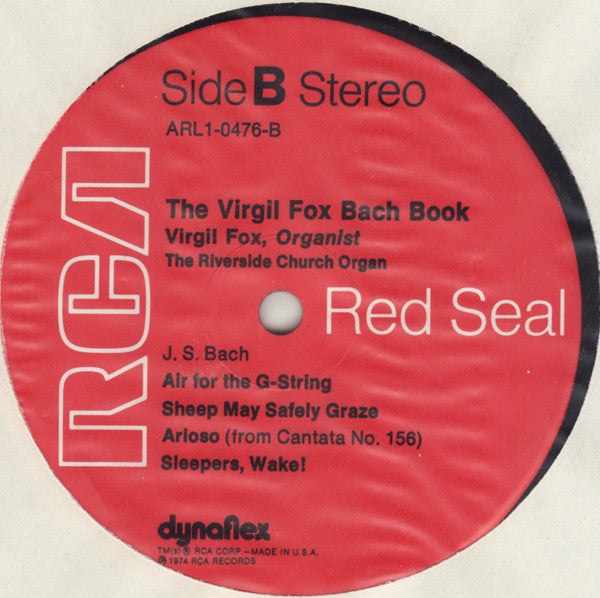 Side B Stereo
ARL1-0476-B
RCA
The Virgil Fox Bach Book
Virgil Fox, Organist
The Riverside Church Organ
Red Seal
J. S. Bach
Air for the G-String
Sheep May Safely Graze
Arioso (from Cantata No. 156)
Sleepers, Wake!
dynaflex
TM(s) ® RCA CORP.—MADE IN U.S.A.
℗ 1974 RCA RECORDS